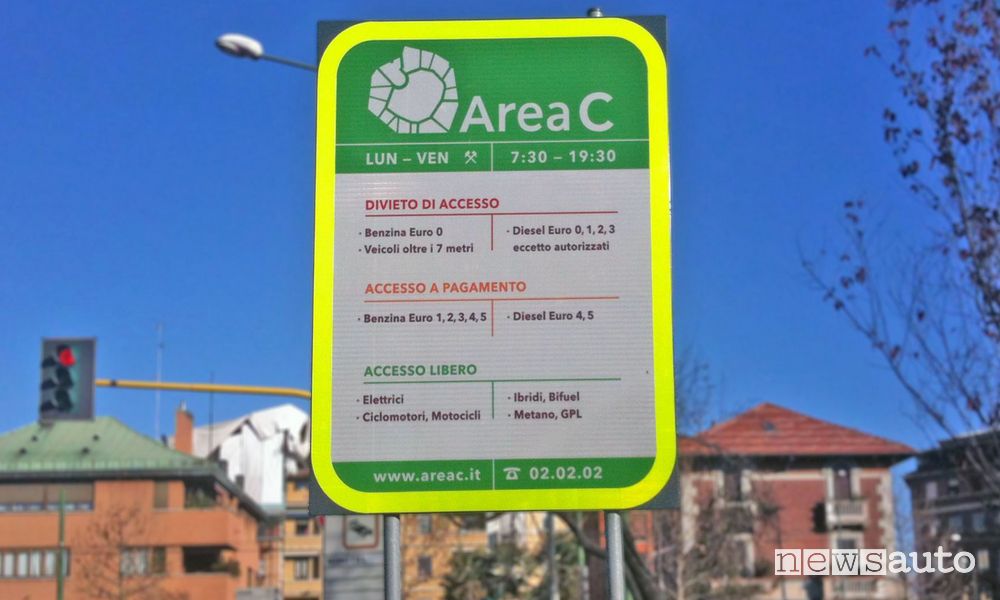 Area C
LUN – VEN ⚒ 7:30 – 19:30
DIVIETO DI ACCESSO
· Benzina Euro 0
· Veicoli oltre i 7 metri
· Diesel Euro 0, 1, 2, 3
eccetto autorizzati
ACCESSO A PAGAMENTO
· Benzina Euro 1, 2, 3, 4, 5
· Diesel Euro 4, 5
ACCESSO LIBERO
· Elettrici
· Ciclomotori, Motocicli
· Ibridi, Bifuel
· Metano, GPL
www.areac.it ☎ 02.02.02
newsauto